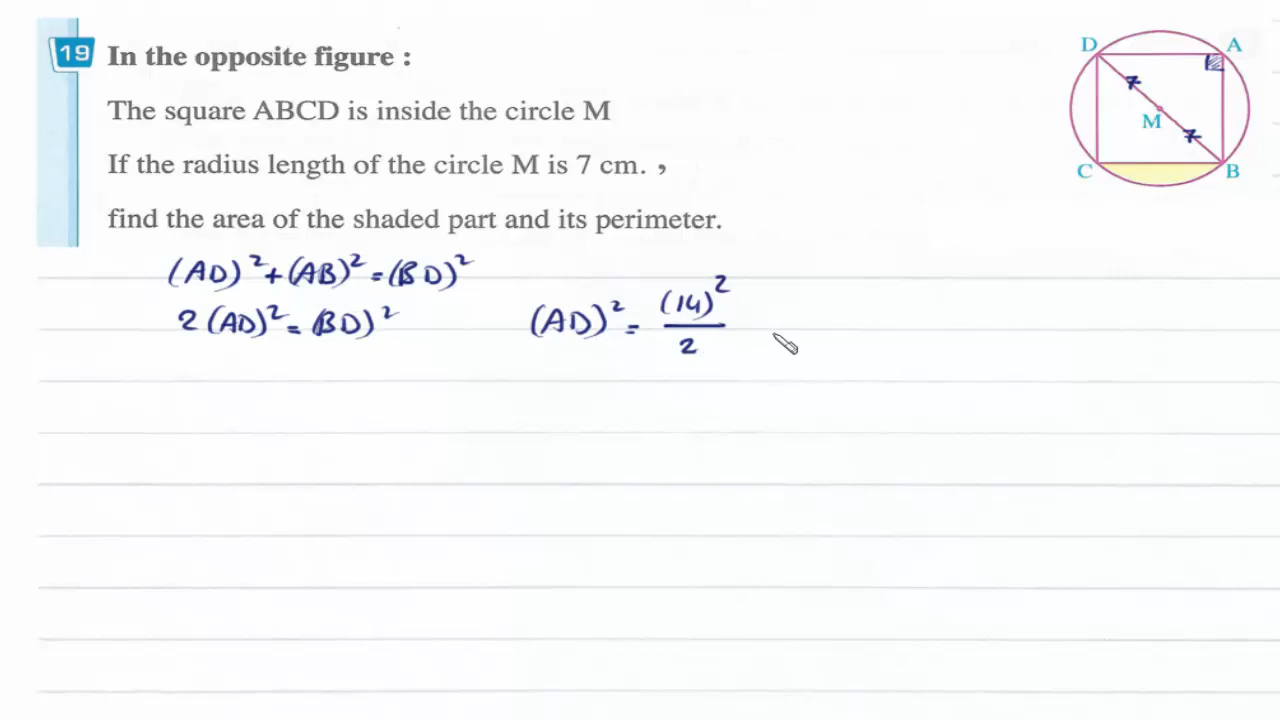 19 In the opposite figure :
The square ABCD is inside the circle M
If the radius length of the circle M is 7 cm. ,
find the area of the shaded part and its perimeter.
D
A
7
M
7
C
B
(AD)² + (AB)² = (BD)²
2 (AD)² = (BD)²
(AD)² = (14)² / 2